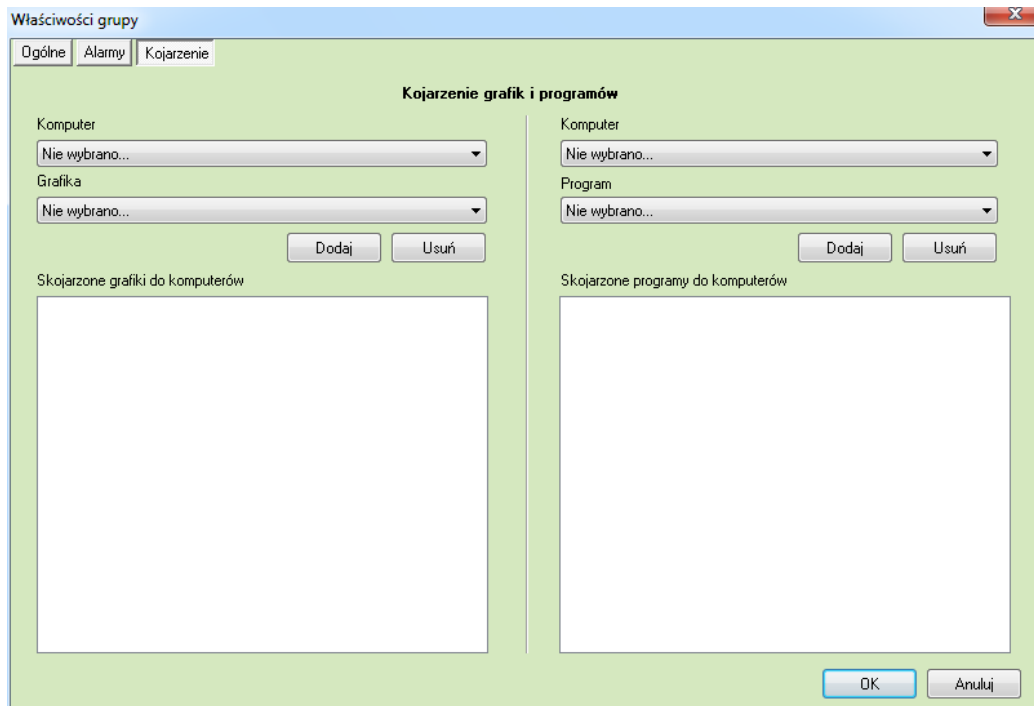 Właściwości grupy
Ogólne Alarmy Kojarzenie
Kojarzenie grafik i programów
Komputer
Nie wybrano...
Grafika
Nie wybrano...
Dodaj Usuń
Skojarzone grafiki do komputerów
Komputer
Nie wybrano...
Program
Nie wybrano...
Dodaj Usuń
Skojarzone programy do komputerów
OK Anuluj